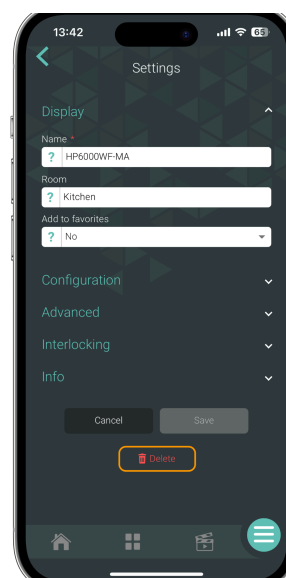 13:42
Settings
Display
Name *
? HP6000WF-MA
Room
? Kitchen
Add to favorites
? No
Configuration
Advanced
Interlocking
Info
Cancel Save
Delete